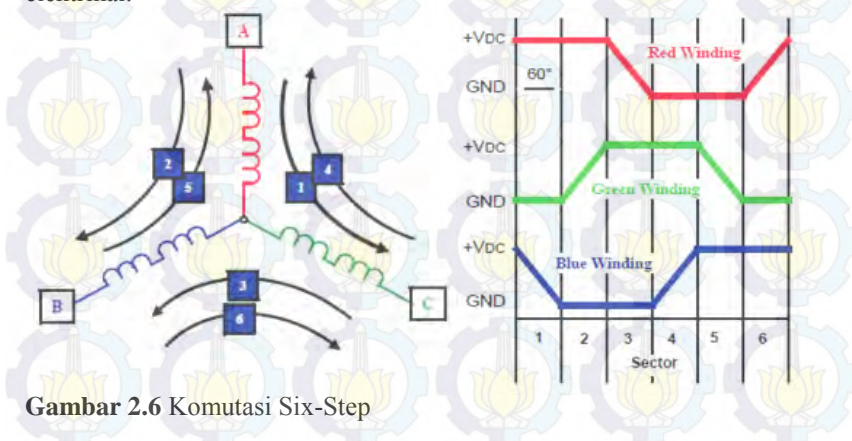 A
2
5
1
4
3
6
B
C
+VDC
GND
60°
Red Winding
+VDC
GND
Green Winding
+VDC
GND
Blue Winding
1 2 3 4 5 6
Sector
Gambar 2.6 Komutasi Six-Step